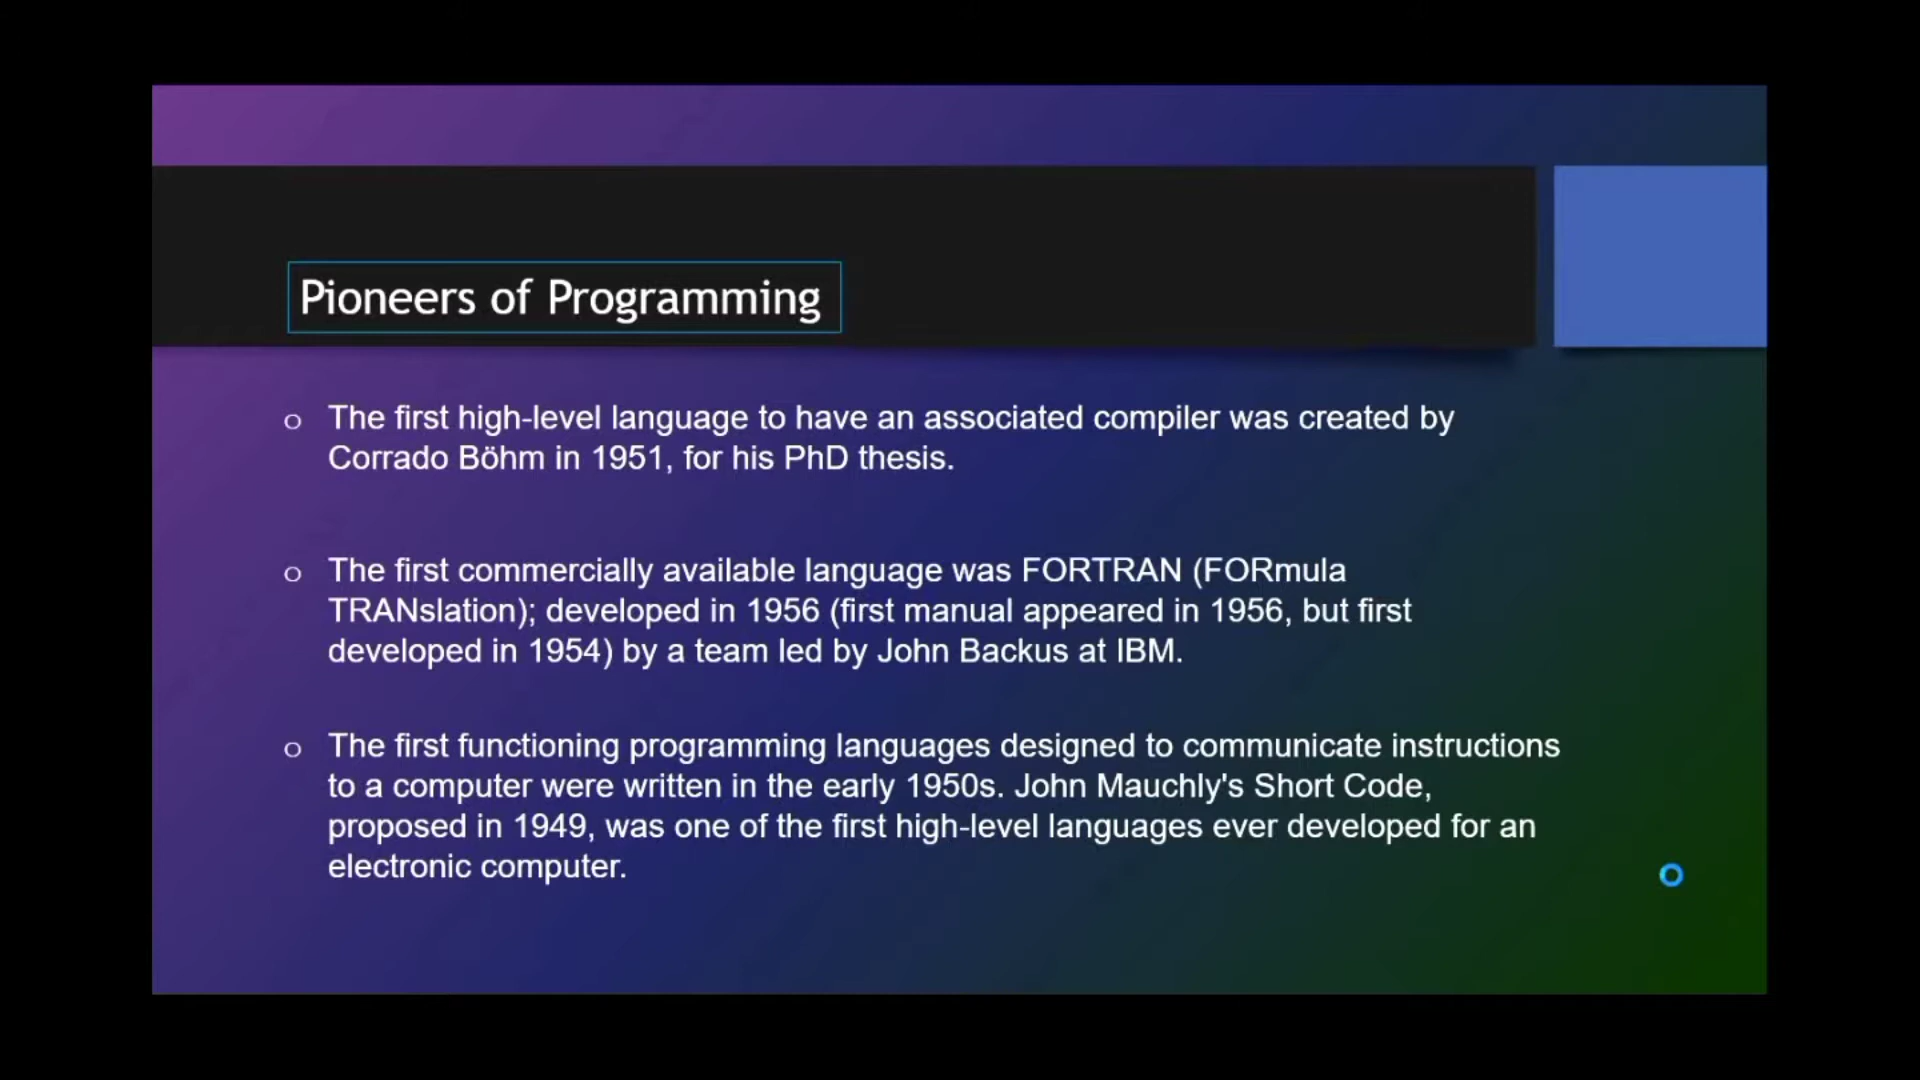 Pioneers of Programming
o The first high-level language to have an associated compiler was created by
Corrado Böhm in 1951, for his PhD thesis.
o The first commercially available language was FORTRAN (FORmula
TRANslation); developed in 1956 (first manual appeared in 1956, but first
developed in 1954) by a team led by John Backus at IBM.
o The first functioning programming languages designed to communicate instructions
to a computer were written in the early 1950s. John Mauchly's Short Code,
proposed in 1949, was one of the first high-level languages ever developed for an
electronic computer.